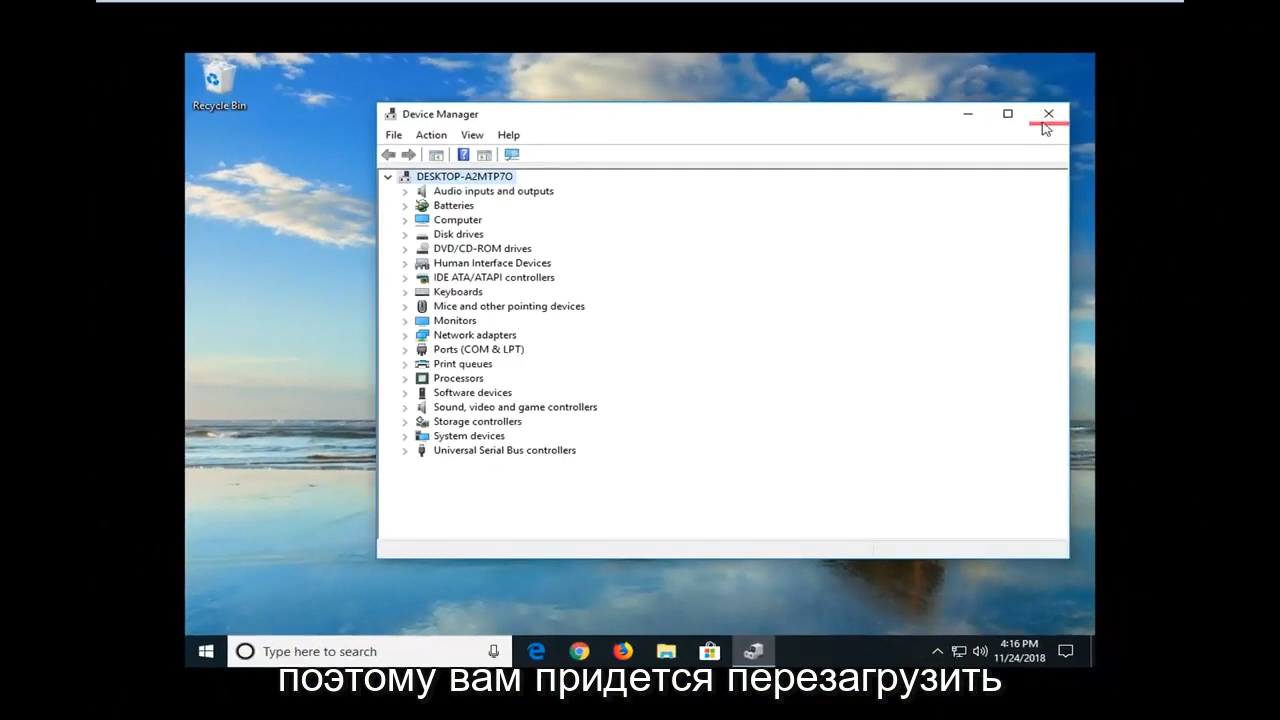 Recycle Bin
Device Manager
File Action View Help
DESKTOP-A2MTP7O
Audio inputs and outputs
Batteries
Computer
Disk drives
DVD/CD-ROM drives
Human Interface Devices
IDE ATA/ATAPI controllers
Keyboards
Mice and other pointing devices
Monitors
Network adapters
Ports (COM & LPT)
Print queues
Processors
Software devices
Sound, video and game controllers
Storage controllers
System devices
Universal Serial Bus controllers
Type here to search
4:16 PM
11/24/2018
поэтому вам придется перезагрузить